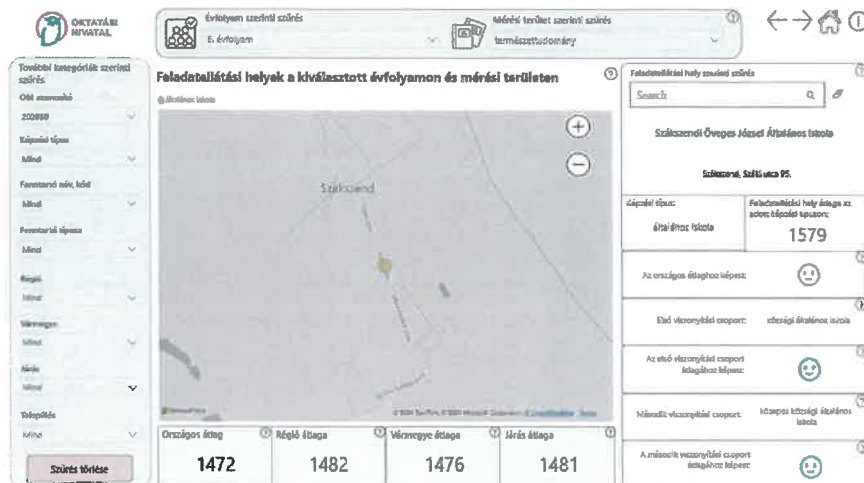 OKTATÁSI
HIVATAL
Évfolyam szerinti szűrés
Mérési terület szerinti szűrés
természettudomány
További kategóriák szerinti
szűrés
OM azonosító
Képzési típus
Mind
Fenntartó név, kód
Mind
Fenntartó típusa
Mind
Régió
Mind
Vármegye
Mind
Járás
Mind
Település
Mind
Szűrés törlése
Feladatellátási helyek a kiválasztott évfolyamon és mérési területen
általános iskola
Szákszend
Országos átlag
1472
Régió átlaga
1482
Vármegye átlaga
1476
Járás átlaga
1481
Feladatellátási hely szerinti szűrés
Search
Szákszendi Öveges József Általános Iskola
Szákszend, Száki utca 95.
Képzési típus:
általános iskola
Feladatellátási hely átlaga az
adott képzési típuson:
1579
Az országos átlaghoz képest:
Első viszonyítási csoport:
községi általános iskola
Az első viszonyítási csoport
átlagához képest:
Második viszonyítási csoport:
közepes községi általános
iskola
A második viszonyítási csoport
átlagához képest: